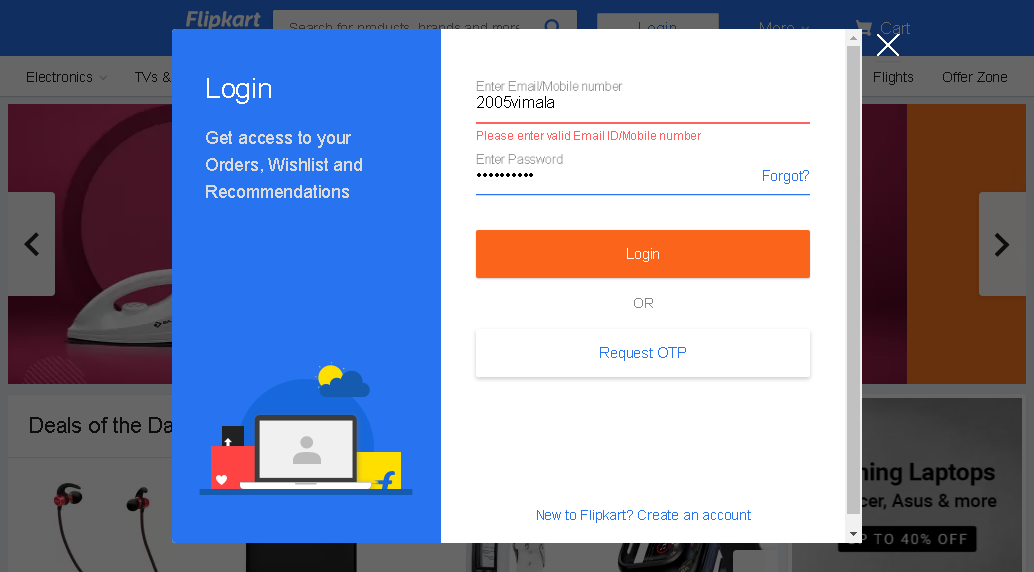 Flipkart
Search for products, brands and more
Login
More
Cart
Electronics
TVs &
Flights
Offer Zone
Login
Get access to your
Orders, Wishlist and
Recommendations
Enter Email/Mobile number
2005vimala
Please enter valid Email ID/Mobile number
Enter Password
••••••••••
Forgot?
Login
OR
Request OTP
New to Flipkart? Create an account
Deals of the Da
ning Laptops
cer, Asus & more
UP TO 40% OFF